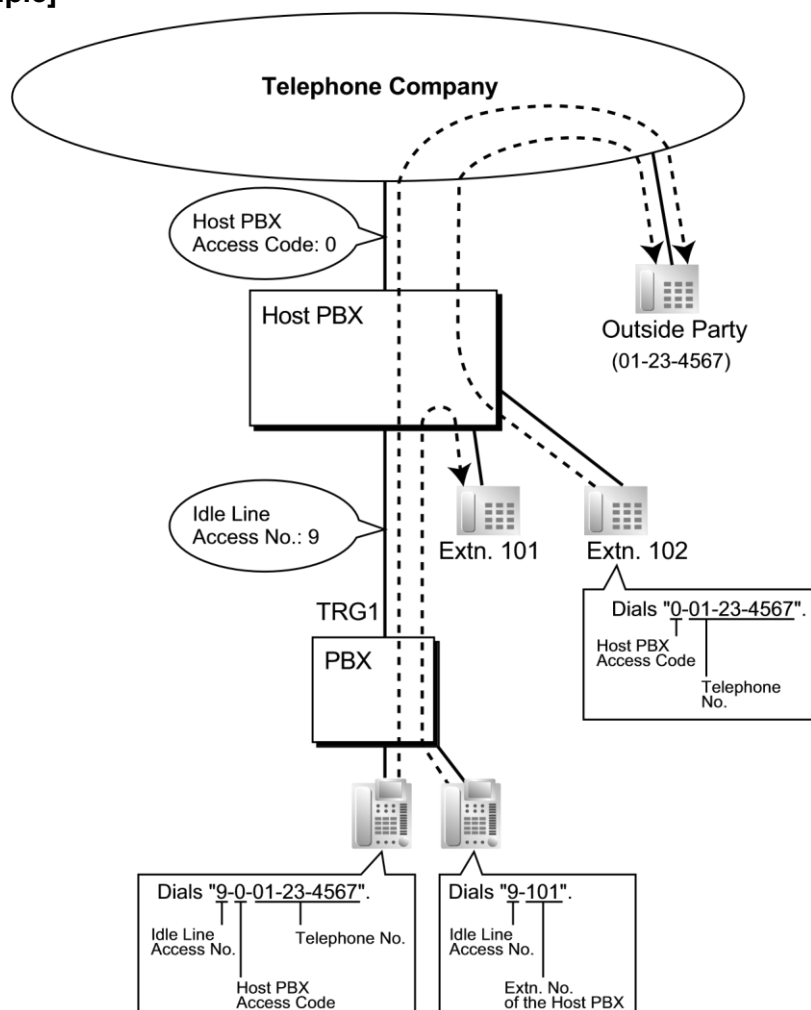 Telephone Company
Host PBX
Access Code: 0
Host PBX
Outside Party
(01-23-4567)
Idle Line
Access No.: 9
Extn. 101
Extn. 102
Dials "0-01-23-4567".
Host PBX
Access Code
Telephone
No.
TRG1
PBX
Dials "9-0-01-23-4567".
Idle Line
Access No.
Telephone No.
Host PBX
Access Code
Dials "9-101".
Idle Line
Access No.
Extn. No.
of the Host PBX